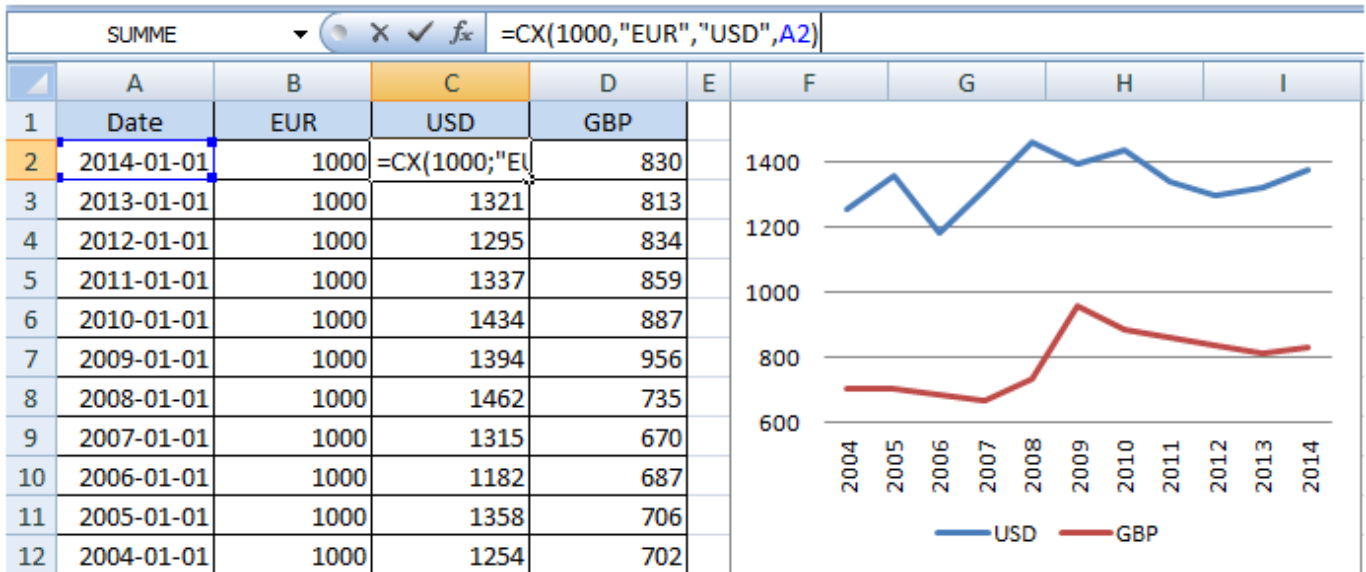 SUMME fx =CX(1000,"EUR","USD",A2)
A B C D E F G H I
1 Date EUR USD GBP
2 2014-01-01 1000 =CX(1000;"EU 830
3 2013-01-01 1000 1321 813
4 2012-01-01 1000 1295 834
5 2011-01-01 1000 1337 859
6 2010-01-01 1000 1434 887
7 2009-01-01 1000 1394 956
8 2008-01-01 1000 1462 735
9 2007-01-01 1000 1315 670
10 2006-01-01 1000 1182 687
11 2005-01-01 1000 1358 706
12 2004-01-01 1000 1254 702
1400
1200
1000
800
600
2004 2005 2006 2007 2008 2009 2010 2011 2012 2013 2014
USD GBP